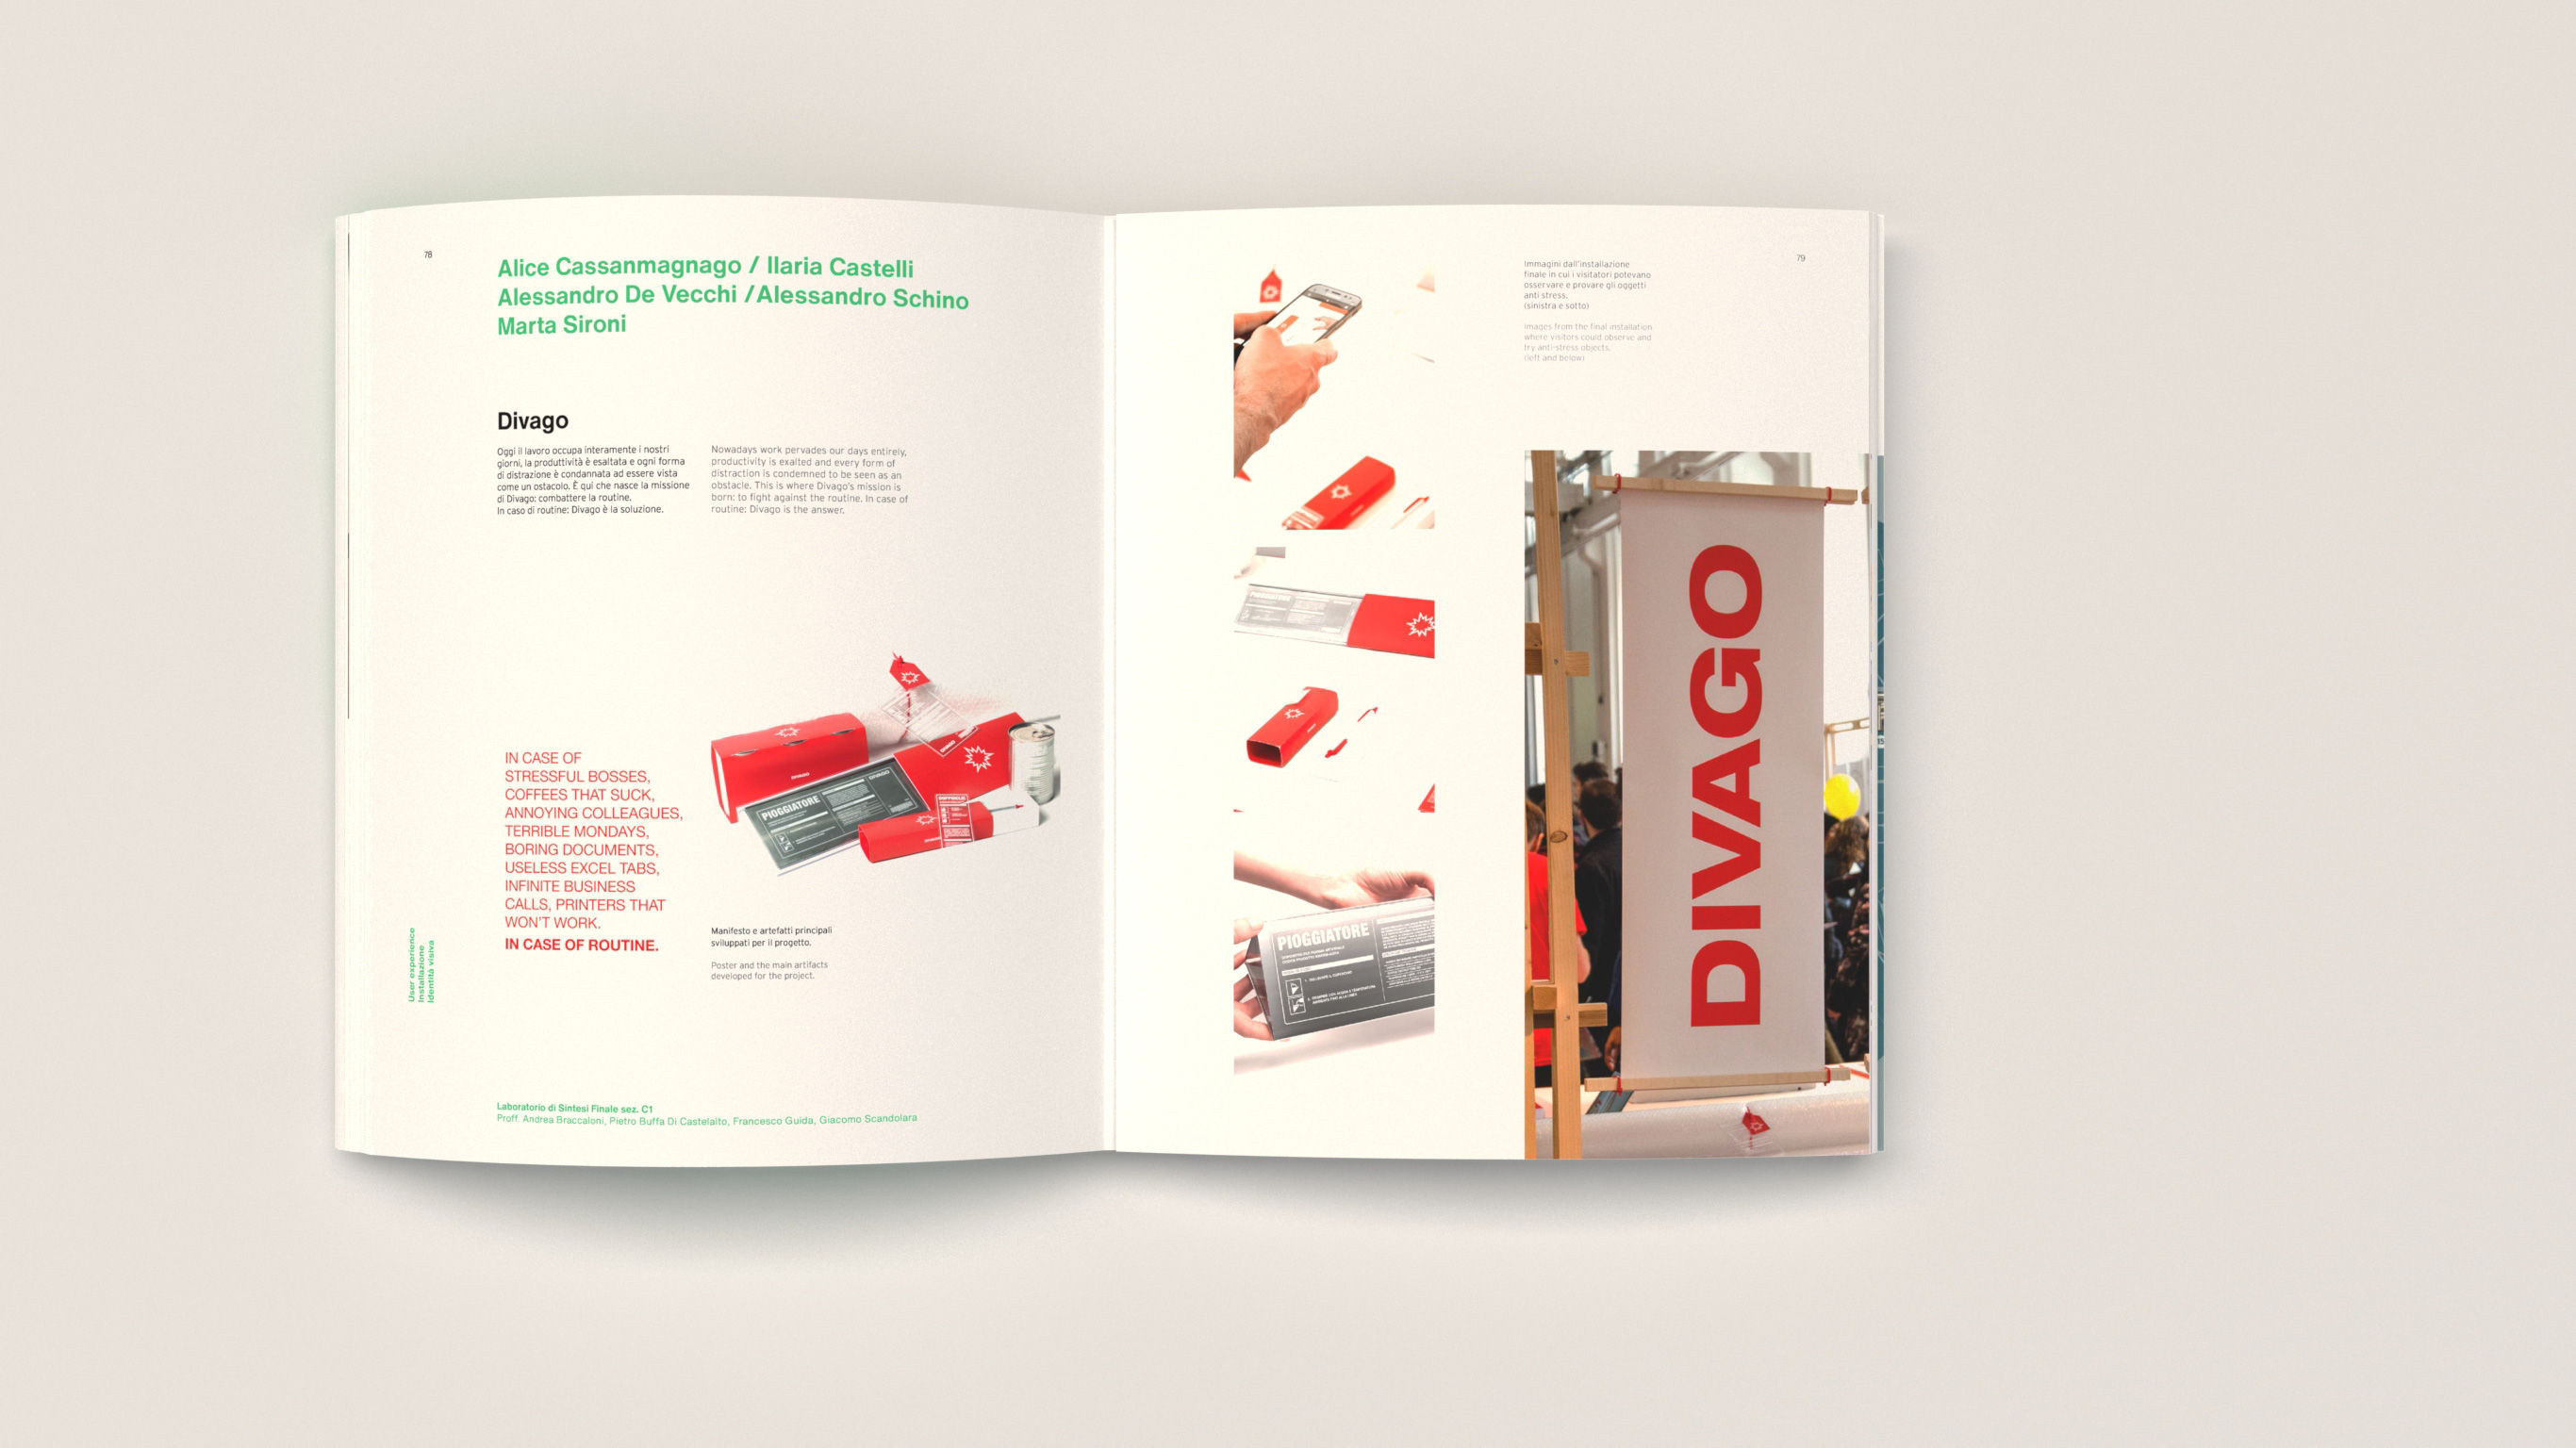 78
Alice Cassanmagnago / Ilaria Castelli
Alessandro De Vecchi / Alessandro Schino
Marta Sironi
Divago
Oggi il lavoro occupa interamente i nostri
giorni, la produttività è esaltata e ogni forma
di distrazione è condannata ad essere vista
come un ostacolo. È qui che nasce la missione
di Divago: combattere la routine.
In caso di routine: Divago è la soluzione.
Nowadays work pervades our days entirely,
productivity is exalted and every form of
distraction is condemned to be seen as an
obstacle. This is where Divago's mission is
born: to fight against the routine. In case of
routine: Divago is the answer.
IN CASE OF
STRESSFUL BOSSES,
COFFEES THAT SUCK,
ANNOYING COLLEAGUES,
TERRIBLE MONDAYS,
BORING DOCUMENTS,
USELESS EXCEL TABS,
INFINITE BUSINESS
CALLS, PRINTERS THAT
WON'T WORK.
IN CASE OF ROUTINE.
DIVAGO
DIVAGO
PIOGGIATORE
Manifesto e artefatti principali
sviluppati per il progetto.
Poster and the main artifacts
developed for the project.
User experience
Installazione
Identità visiva
Laboratorio di Sintesi Finale sez. C1
Proff. Andrea Braccaloni, Pietro Buffa Di Castelalto, Francesco Guida, Giacomo Scandolara
79
Immagini dall'installazione
finale in cui i visitatori potevano
osservare e provare gli oggetti
anti stress.
(sinistra e sotto)
Images from the final installation
where visitors could observe and
try anti-stress objects.
(left and below)
PIOGGIATORE
PIOGGIATORE
DIVAGO